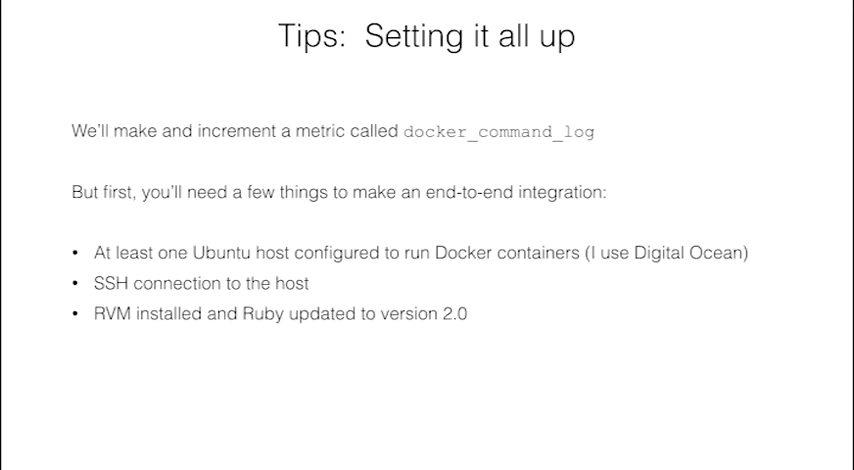 Tips:  Setting it all up
We'll make and increment a metric called docker_command_log
But first, you'll need a few things to make an end-to-end integration:
• At least one Ubuntu host configured to run Docker containers (I use Digital Ocean)
• SSH connection to the host
• RVM installed and Ruby updated to version 2.0